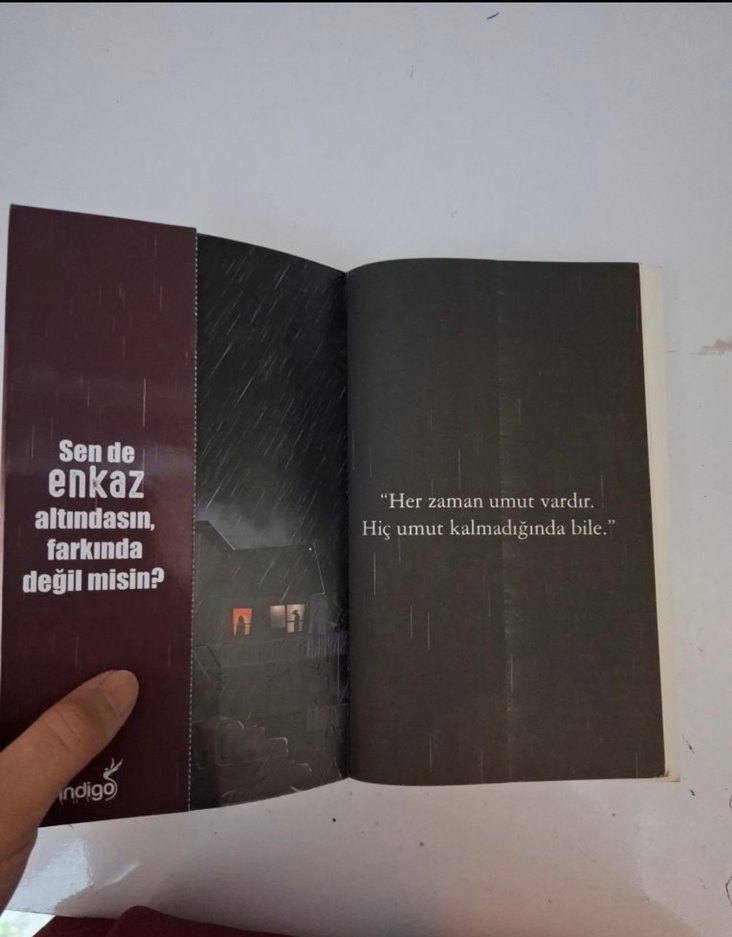 Sen de
enkaz
altındasın,
farkında
değil misin?
indigo
“Her zaman umut vardır.
Hiç umut kalmadığında bile.”